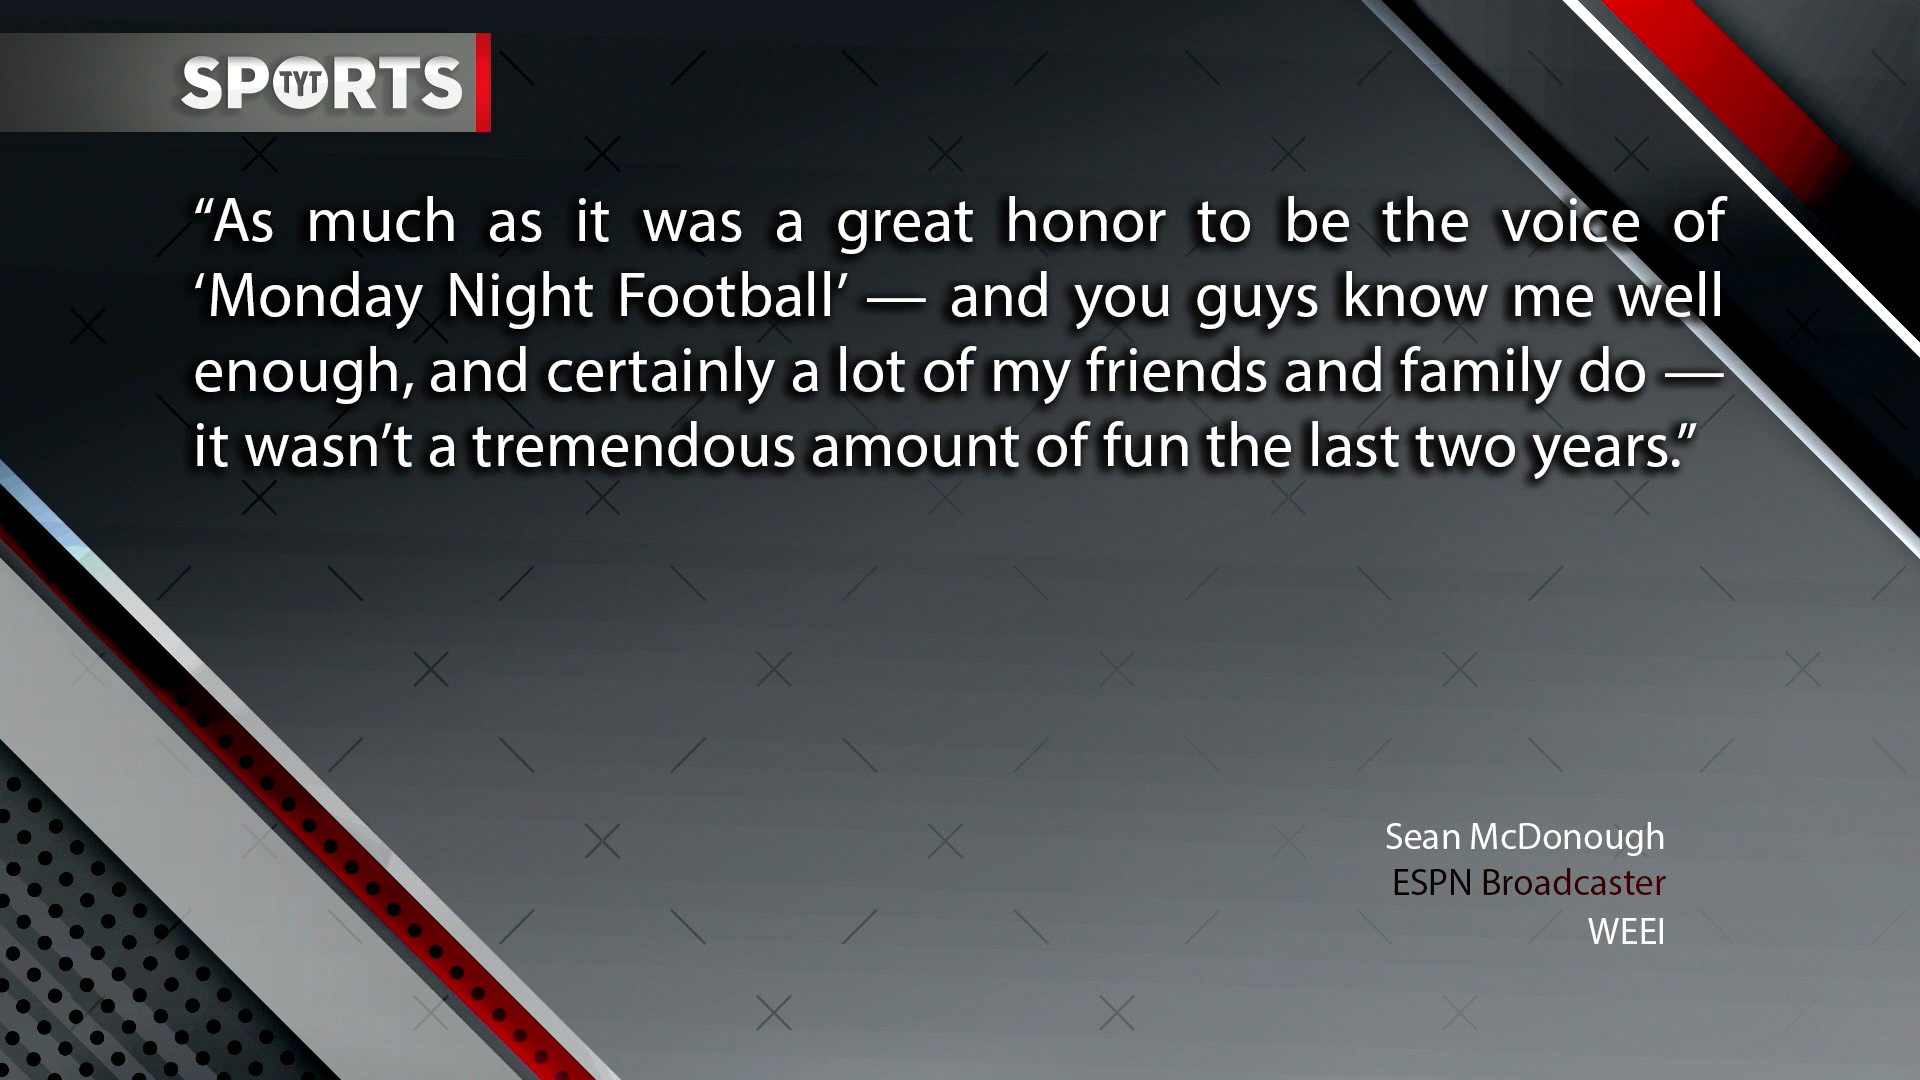 SPORTS
TYT
“As much as it was a great honor to be the voice of
‘Monday Night Football’ — and you guys know me well
enough, and certainly a lot of my friends and family do —
it wasn’t a tremendous amount of fun the last two years.”
Sean McDonough
ESPN Broadcaster
WEEI